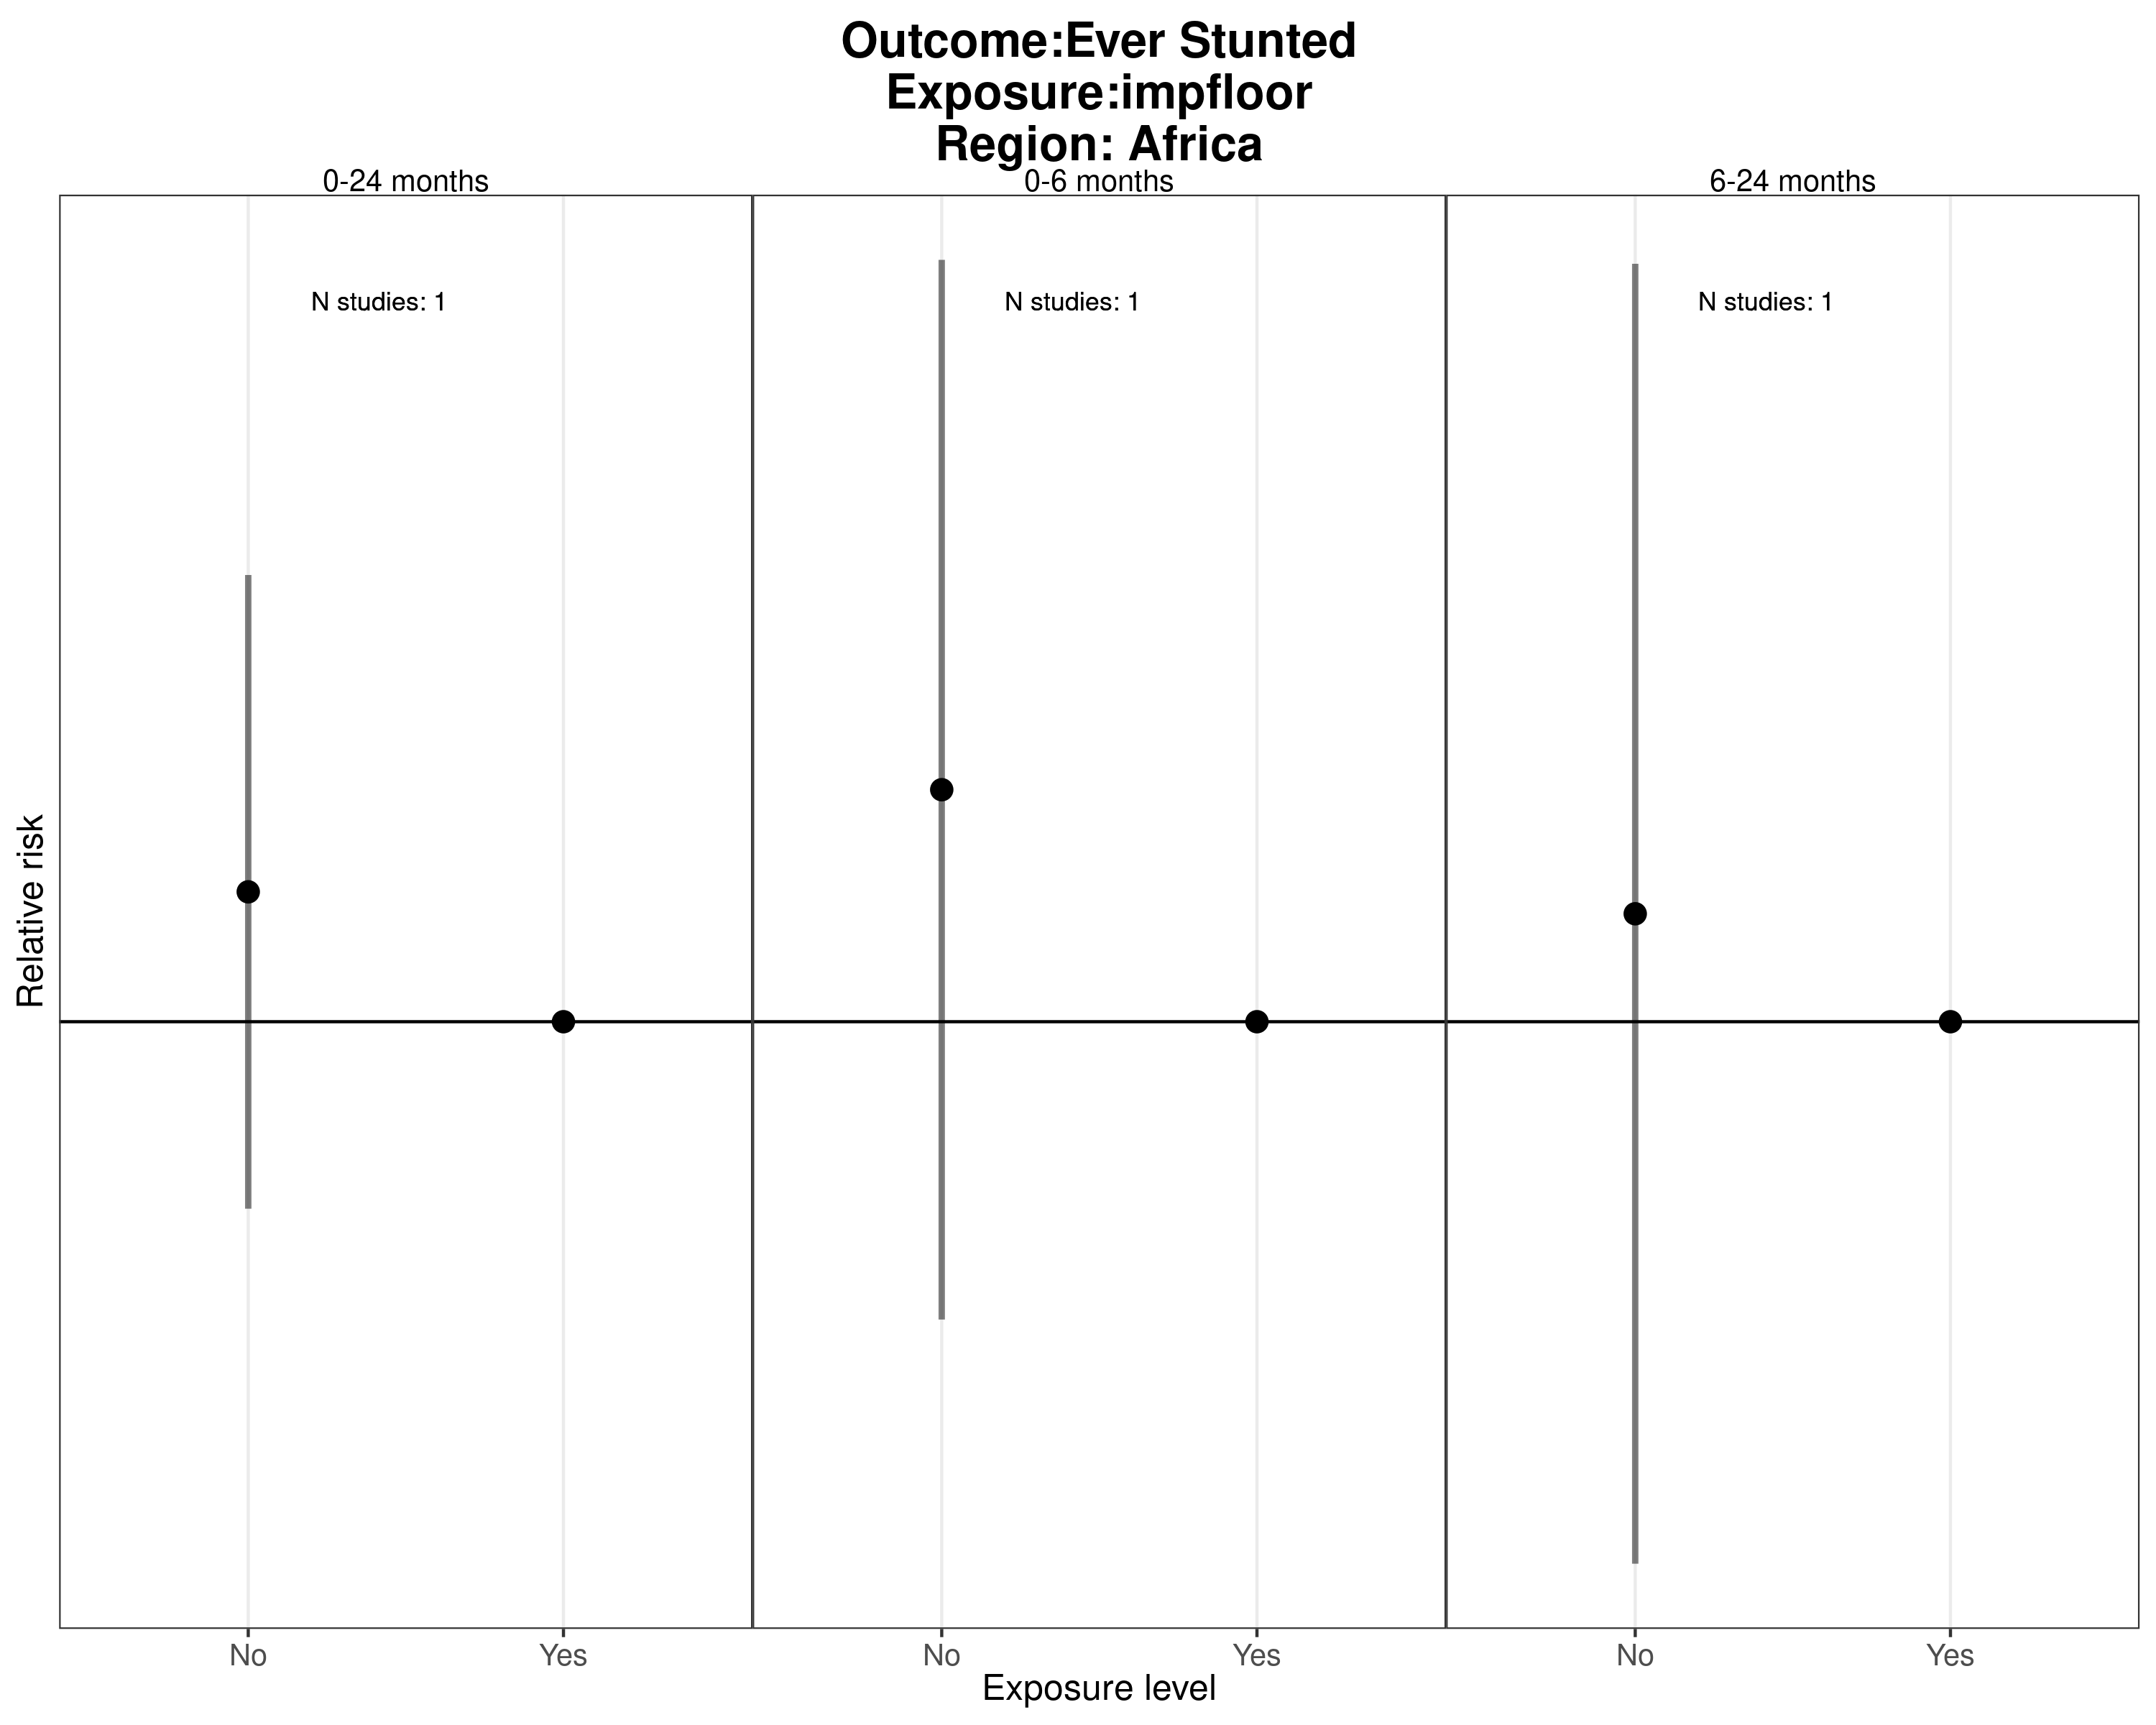 Outcome:Ever Stunted
Exposure:impfloor
Region: Africa
0-24 months
0-6 months
6-24 months
N studies: 1
N studies: 1
N studies: 1
Relative risk
No
Yes
No
Yes
No
Yes
Exposure level